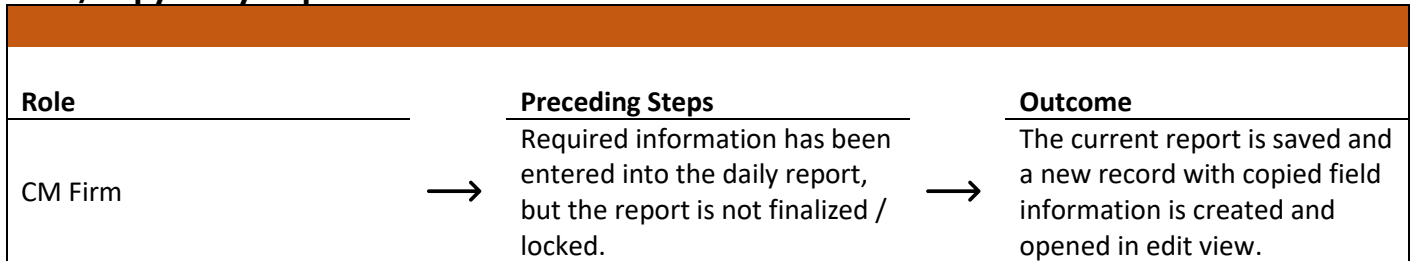 Role
Preceding Steps
Outcome
CM Firm
Required information has been
entered into the daily report,
but the report is not finalized /
locked.
The current report is saved and
a new record with copied field
information is created and
opened in edit view.